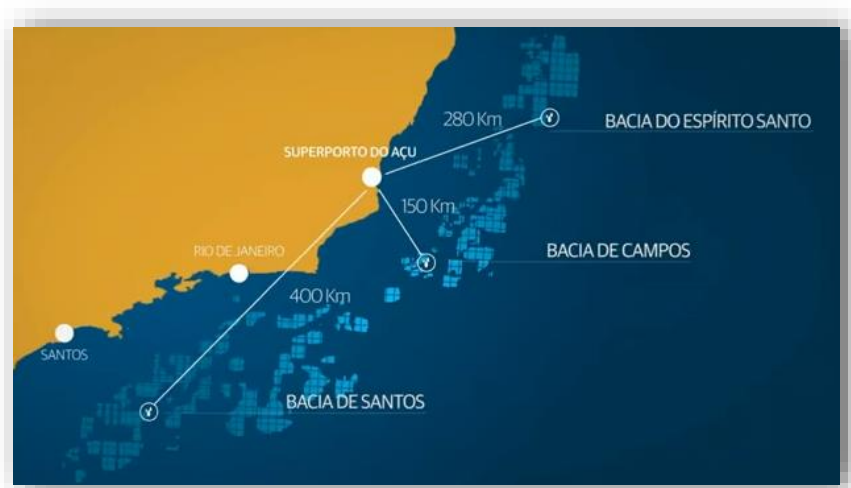 280 Km
BACIA DO ESPÍRITO SANTO
SUPERPORTO DO AÇU
150 Km
RIO DE JANEIRO
BACIA DE CAMPOS
400 Km
SANTOS
BACIA DE SANTOS